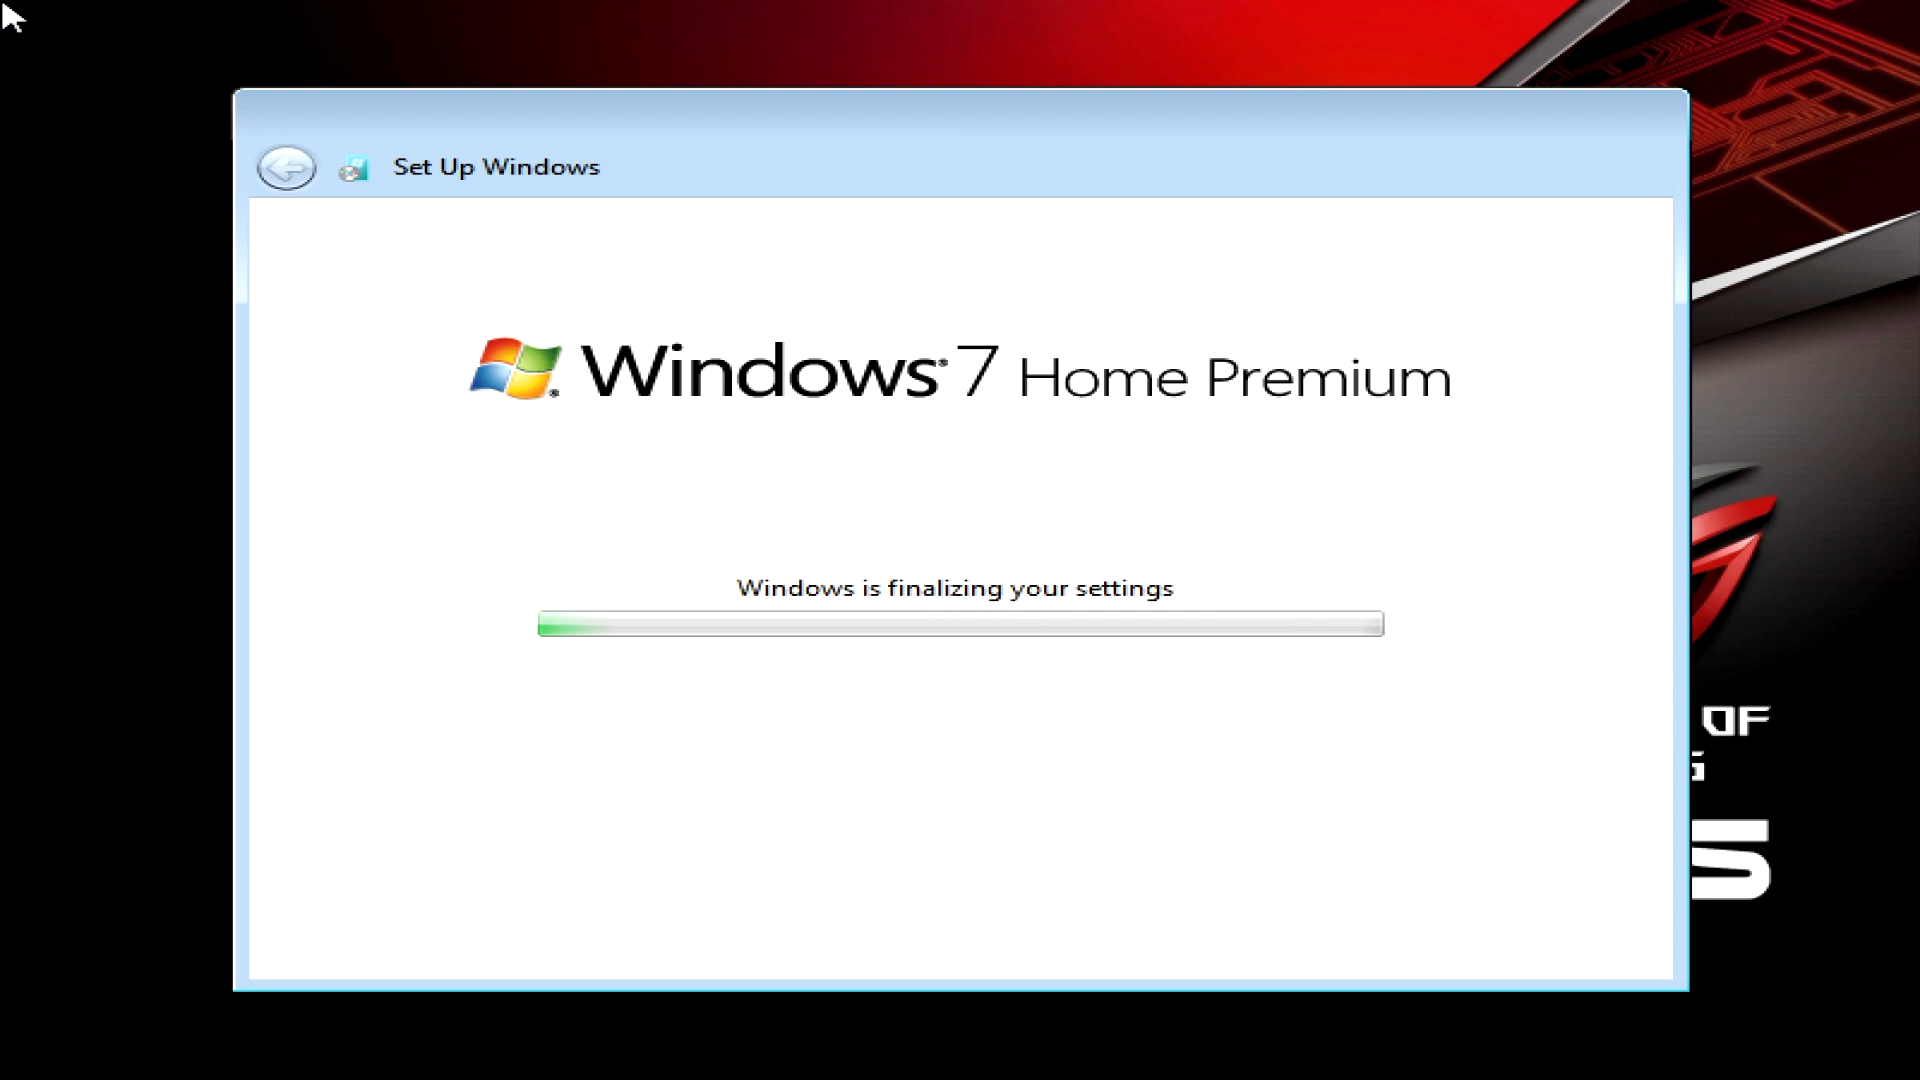 Set Up Windows
Windows® 7 Home Premium
Windows is finalizing your settings
OF
S